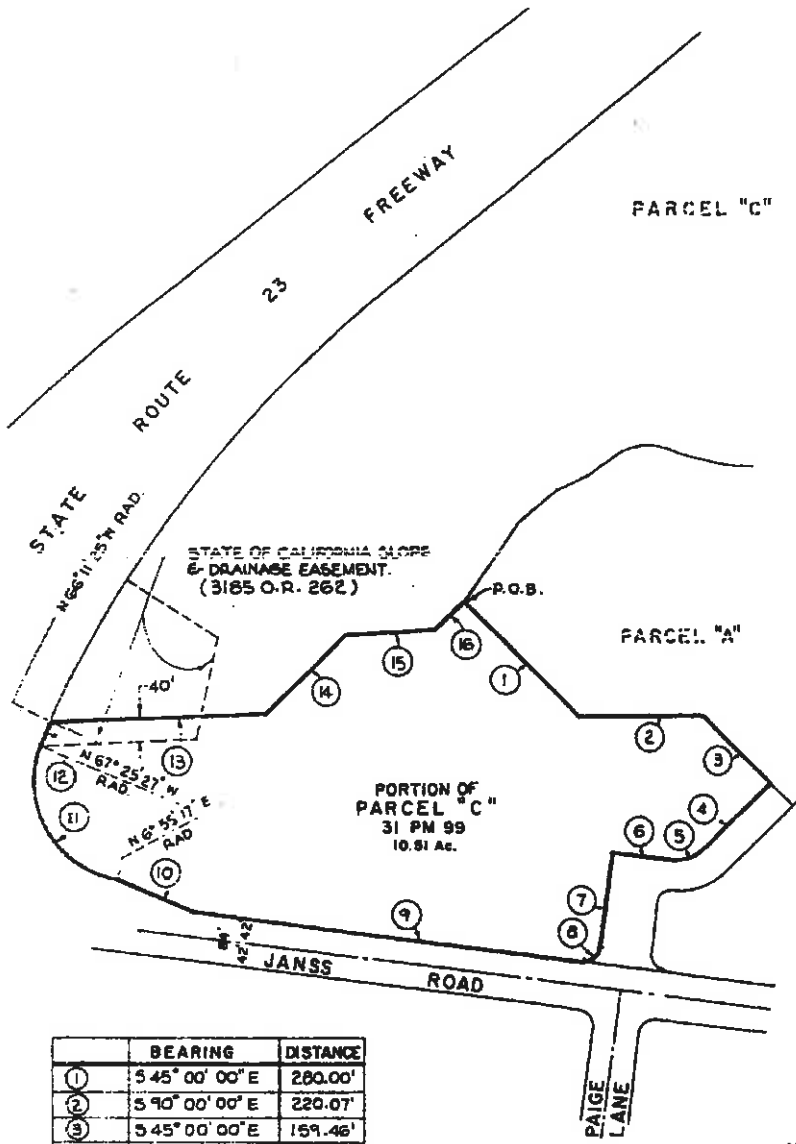 FREEWAY
PARCEL "C"
23
ROUTE
STATE
N 66° 11' 25" W RAD.
STATE OF CALIFORNIA SLOPE
& DRAINAGE EASEMENT.
(3185 O.R. 262)
P.O.B.
PARCEL "A"
16
15
14
1
2
3
40'
13
N 67° 25' 27" W
RAD.
12
PORTION OF
PARCEL "C"
31 PM 99
10.81 Ac.
4
5
6
N 6° 55' 17" E
RAD
11
10
7
9
8
84'
42' 42'
JANSS
ROAD
PAIGE
LANE
BEARING DISTANCE
1 S 45° 00' 00" E 280.00'
2 S 90° 00' 00" E 220.07'
3 S 45° 00' 00" E 159.46'